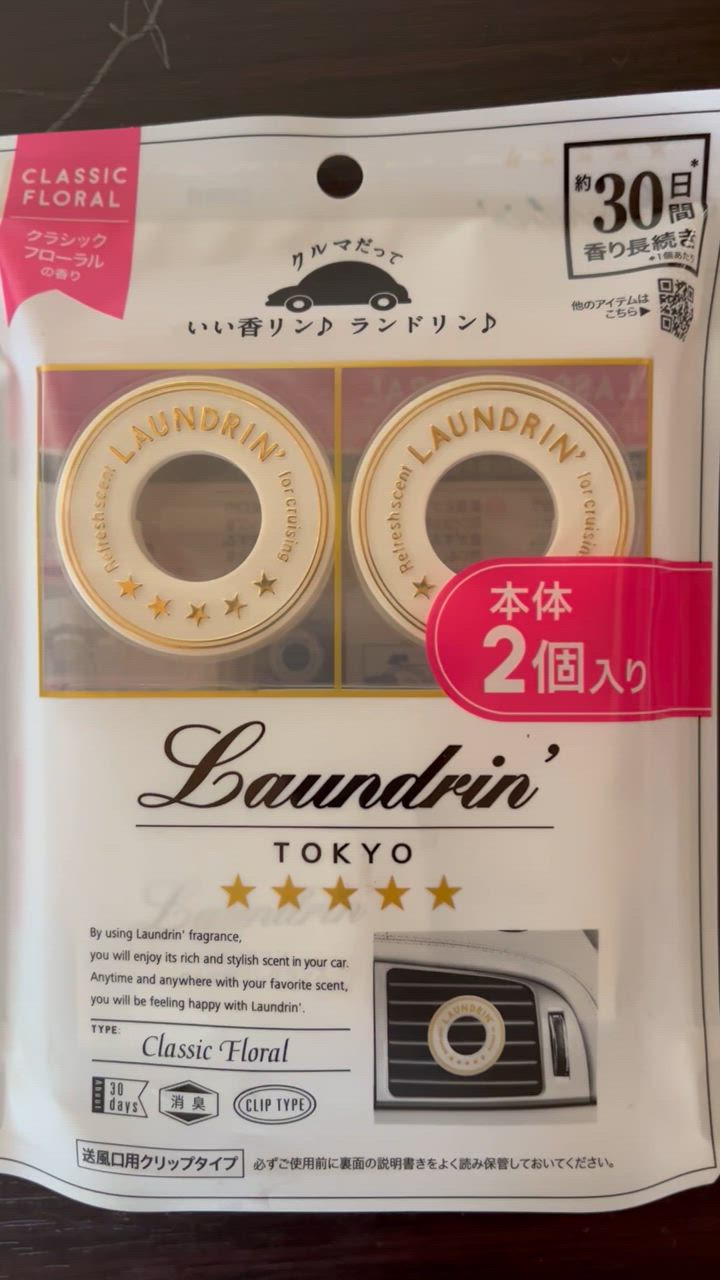 CLASSIC
FLORAL
クラシック
フローラル
の香り
約30日間*
香り長続き
*1個あたり
他のアイテムは
こちら▶
クルマだって
いい香リン♪ ランドリン♪
LAUNDRIN'
Refresh scent
for cruising
LAUNDRIN'
Refresh scent
for cruisin
本体
2個入り
Laundrin'
TOKYO
By using Laundrin' fragrance,
you will enjoy its rich and stylish scent in your car.
Anytime and anywhere with your favorite scent,
you will be feeling happy with Laundrin'.
TYPE:
Classic Floral
About
30
days
消臭
CLIP TYPE
LAUNDRIN'
送風口用クリップタイプ
必ずご使用前に裏面の説明書きをよく読み保管しておいてください。